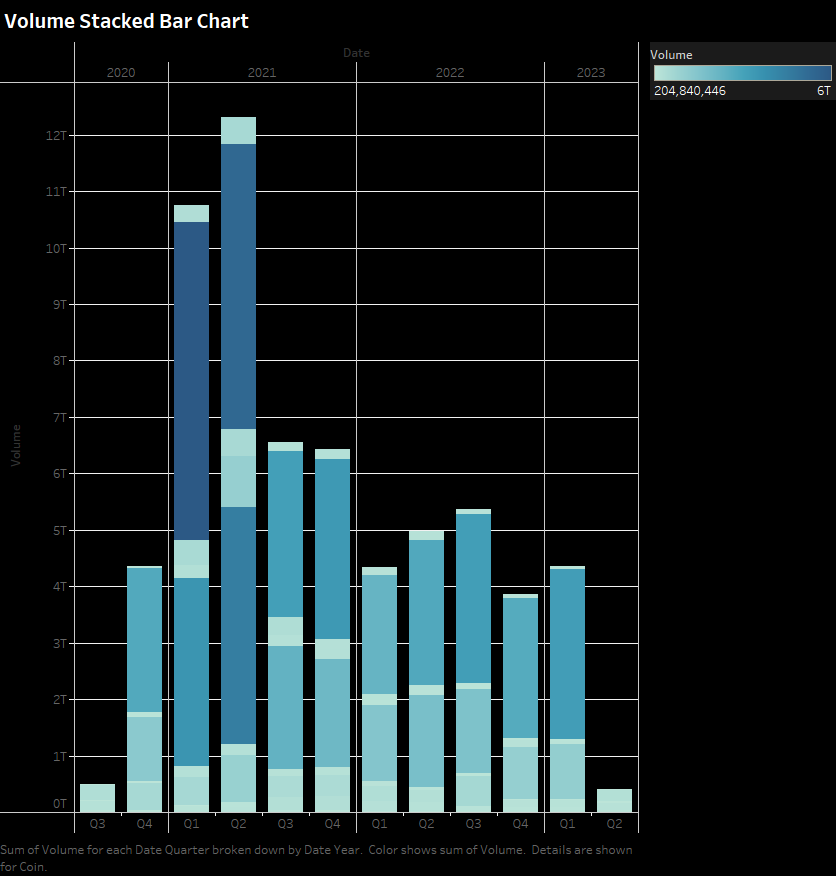 Volume Stacked Bar Chart
Date
2020 2021 2022 2023
Volume
204,840,446 6T
12T
11T
10T
9T
8T
7T
6T
5T
4T
3T
2T
1T
0T
Volume
Q3 Q4 Q1 Q2 Q3 Q4 Q1 Q2 Q3 Q4 Q1 Q2
Sum of Volume for each Date Quarter broken down by Date Year. Color shows sum of Volume. Details are shown
for Coin.